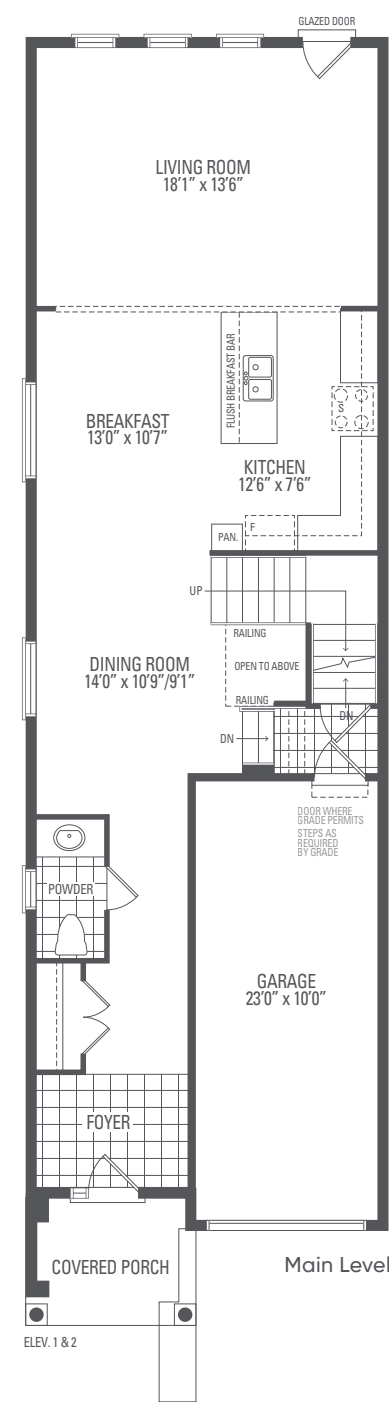 GLAZED DOOR
LIVING ROOM
18'1" x 13'6"
FLUSH BREAKFAST BAR
S
BREAKFAST
13'0" x 10'7"
KITCHEN
12'6" x 7'6"
F
PAN.
UP
RAILING
OPEN TO ABOVE
RAILING
DINING ROOM
14'0" x 10'9"/9'1"
DN
DN
DOOR WHERE
GRADE PERMITS
STEPS AS
REQUIRED
BY GRADE
POWDER
GARAGE
23'0" x 10'0"
FOYER
COVERED PORCH
Main Level
ELEV. 1 & 2